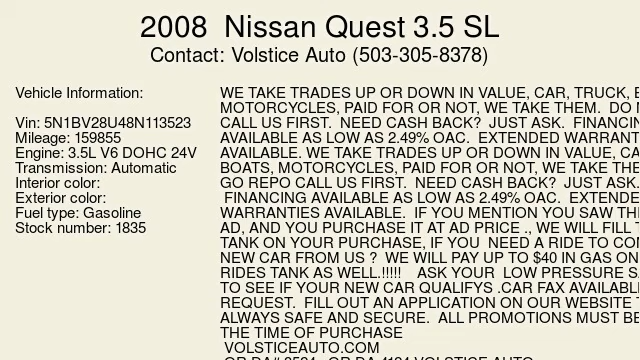 2008  Nissan Quest 3.5 SL
Contact: Volstice Auto (503-305-8378)
Vehicle Information:
Vin: 5N1BV28U48N113523
Mileage: 159855
Engine: 3.5L V6 DOHC 24V
Transmission: Automatic
Interior color:
Exterior color:
Fuel type: Gasoline
Stock number: 1835
WE TAKE TRADES UP OR DOWN IN VALUE, CAR, TRUCK,
MOTORCYCLES, PAID FOR OR NOT, WE TAKE THEM.  DO
CALL US FIRST.  NEED CASH BACK?  JUST ASK.  FINANCIN
AVAILABLE AS LOW AS 2.49% OAC.  EXTENDED WARRANT
AVAILABLE. WE TAKE TRADES UP OR DOWN IN VALUE, CA
BOATS, MOTORCYCLES, PAID FOR OR NOT, WE TAKE THE
GO REPO CALL US FIRST.  NEED CASH BACK?  JUST ASK.
FINANCING AVAILABLE AS LOW AS 2.49% OAC.  EXTENDE
WARRANTIES AVAILABLE.  IF YOU MENTION YOU SAW TH
AD, AND YOU PURCHASE IT AT AD PRICE ., WE WILL FILL
TANK ON YOUR PURCHASE, IF YOU  NEED A RIDE TO CO
NEW CAR FROM US ?  WE WILL PAY UP TO $40 IN GAS ON
RIDES TANK AS WELL.!!!!!    ASK YOUR  LOW PRESSURE S
TO SEE IF YOUR NEW CAR QUALIFYS .CAR FAX AVAILABL
REQUEST.  FILL OUT AN APPLICATION ON OUR WEBSITE
ALWAYS SAFE AND SECURE.  ALL PROMOTIONS MUST BE
THE TIME OF PURCHASE
VOLSTICEAUTO.COM